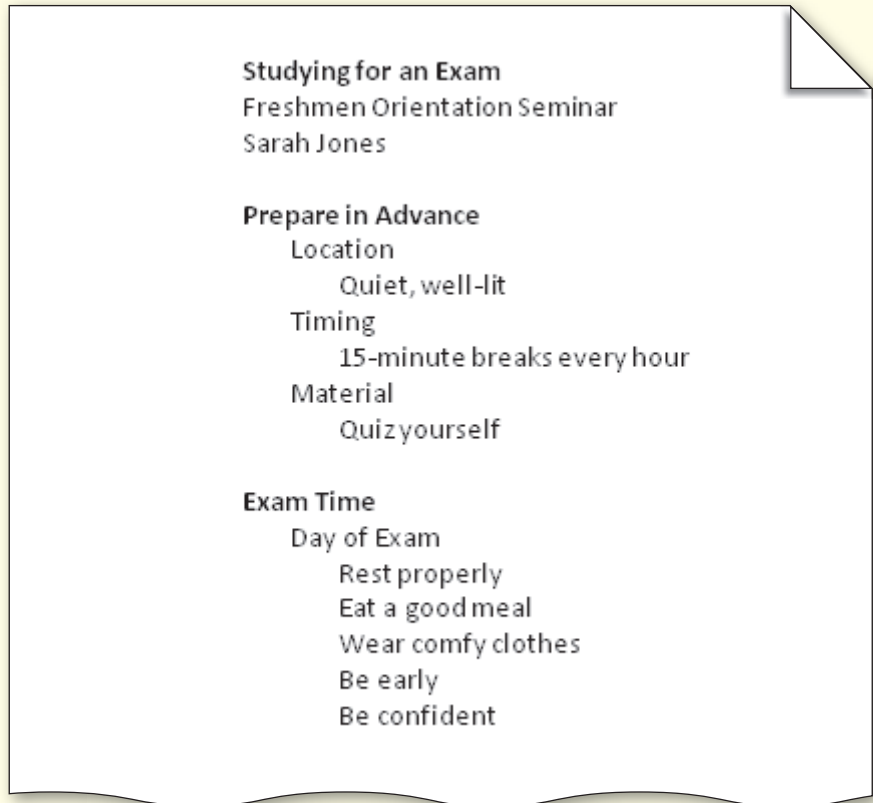 Studying for an Exam
Freshmen Orientation Seminar
Sarah Jones
Prepare in Advance
Location
Quiet, well-lit
Timing
15-minute breaks every hour
Material
Quiz yourself
Exam Time
Day of Exam
Rest properly
Eat a good meal
Wear comfy clothes
Be early
Be confident